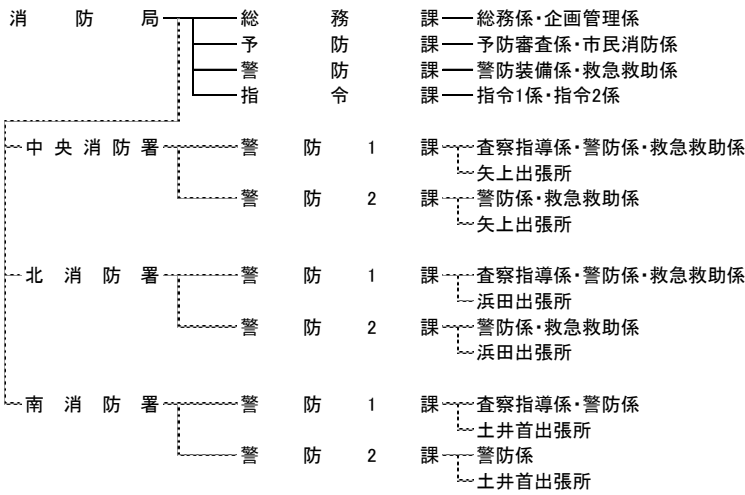 消防局 総務課 総務係・企画管理係
予防課 予防審査係・市民消防係
警防課 警防装備係・救急救助係
指令課 指令1係・指令2係
中央消防署 警防1課 査察指導係・警防係・救急救助係
矢上出張所
警防2課 警防係・救急救助係
矢上出張所
北消防署 警防1課 査察指導係・警防係・救急救助係
浜田出張所
警防2課 警防係・救急救助係
浜田出張所
南消防署 警防1課 査察指導係・警防係
土井首出張所
警防2課 警防係
土井首出張所